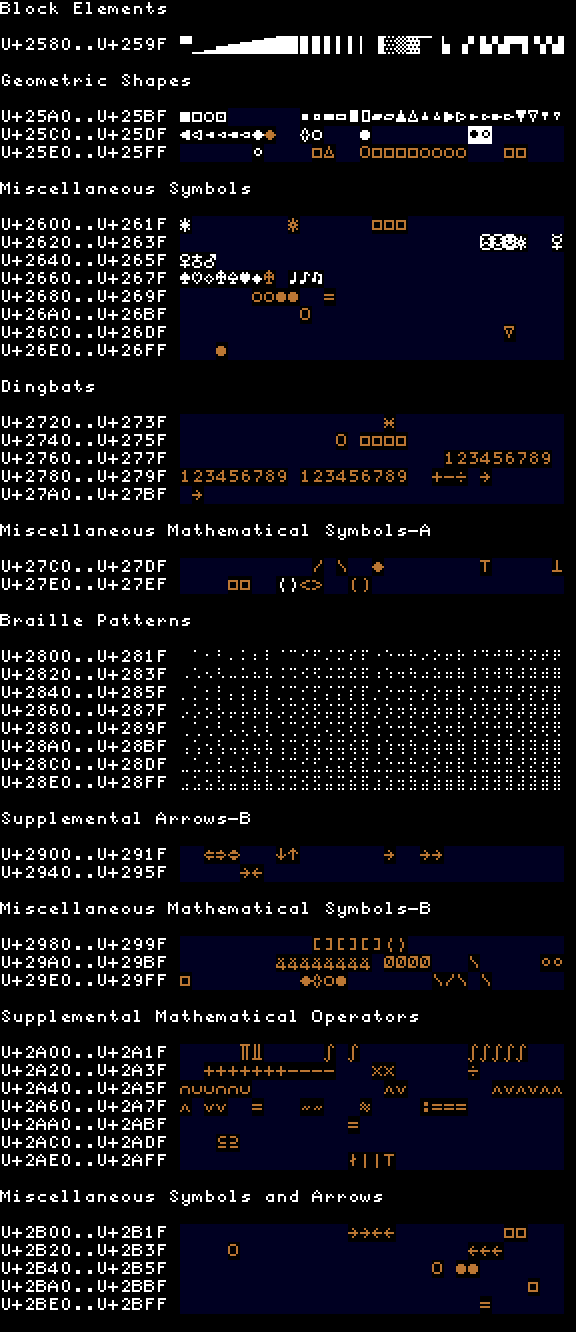 Block Elements
U+2580..U+259F
Geometric Shapes
U+25A0..U+25BF
U+25C0..U+25DF
U+25E0..U+25FF
Miscellaneous Symbols
U+2600..U+261F
U+2620..U+263F
U+2640..U+265F
U+2660..U+267F
U+2680..U+269F
U+26A0..U+26BF
U+26C0..U+26DF
U+26E0..U+26FF
Dingbats
U+2720..U+273F
U+2740..U+275F
U+2760..U+277F 123456789
U+2780..U+279F 123456789 123456789 +−÷ →
U+27A0..U+27BF →
Miscellaneous Mathematical Symbols-A
U+27C0..U+27DF
U+27E0..U+27EF
Braille Patterns
U+2800..U+281F
U+2820..U+283F
U+2840..U+285F
U+2860..U+287F
U+2880..U+289F
U+28A0..U+28BF
U+28C0..U+28DF
U+28E0..U+28FF
Supplemental Arrows-B
U+2900..U+291F
U+2940..U+295F
Miscellaneous Mathematical Symbols-B
U+2980..U+299F
U+29A0..U+29BF
U+29E0..U+29FF
Supplemental Mathematical Operators
U+2A00..U+2A1F
U+2A20..U+2A3F
U+2A40..U+2A5F
U+2A60..U+2A7F
U+2AA0..U+2ABF
U+2AC0..U+2ADF
U+2AE0..U+2AFF
Miscellaneous Symbols and Arrows
U+2B00..U+2B1F
U+2B20..U+2B3F
U+2B40..U+2B5F
U+2BA0..U+2BBF
U+2BE0..U+2BFF